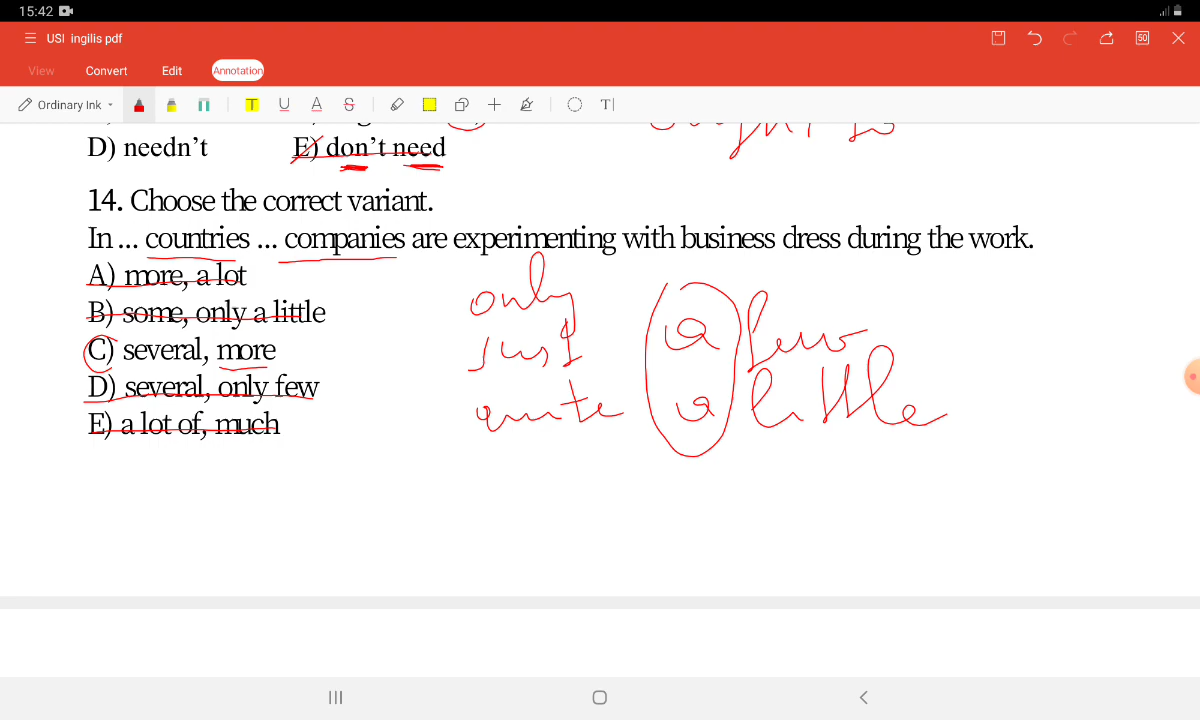 15:42
USI ingilis pdf
50
View Convert Edit Annotation
Ordinary Ink T U A S T
D) needn't E) don't need
14. Choose the correct variant.
In ... countries ... companies are experimenting with business dress during the work.
A) more, a lot
B) some, only a little
C) several, more
D) several, only few
E) a lot of, much
only
just a few
quite a little